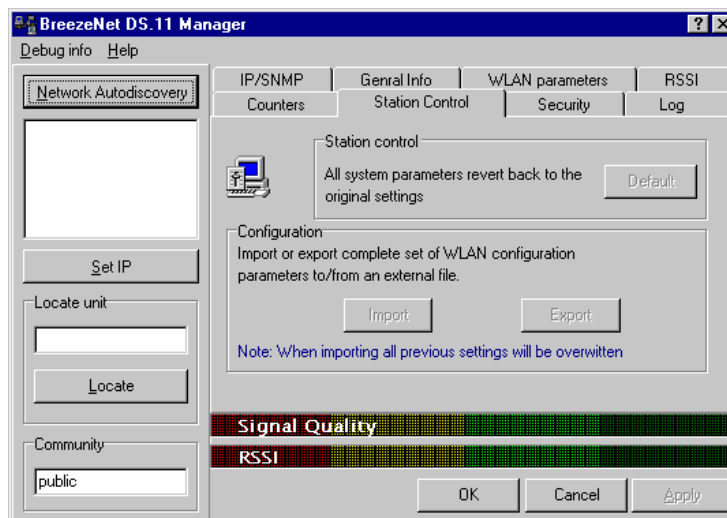 BreezeNet DS.11 Manager
Debug info Help
Network Autodiscovery
Set IP
Locate unit
Locate
Community
public
IP/SNMP Genral Info WLAN parameters RSSI
Counters Station Control Security Log
Station control
All system parameters revert back to the
original settings
Default
Configuration
Import or export complete set of WLAN configuration
parameters to/from an external file.
Import Export
Note: When importing all previous settings will be overwitten
Signal Quality
RSSI
OK Cancel Apply